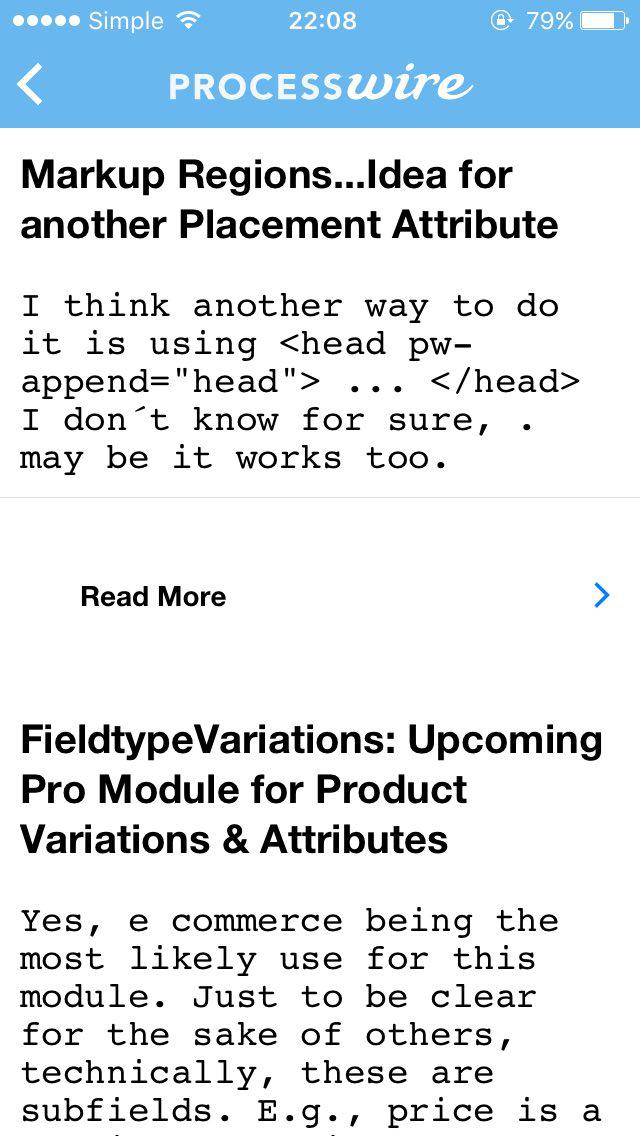 Simple 22:08 79%
PROCESSwire
Markup Regions...Idea for
another Placement Attribute
I think another way to do
it is using <head pw-
append="head"> ... </head>
I don´t know for sure, .
may be it works too.
Read More
FieldtypeVariations: Upcoming
Pro Module for Product
Variations & Attributes
Yes, e commerce being the
most likely use for this
module. Just to be clear
for the sake of others,
technically, these are
subfields. E.g., price is a